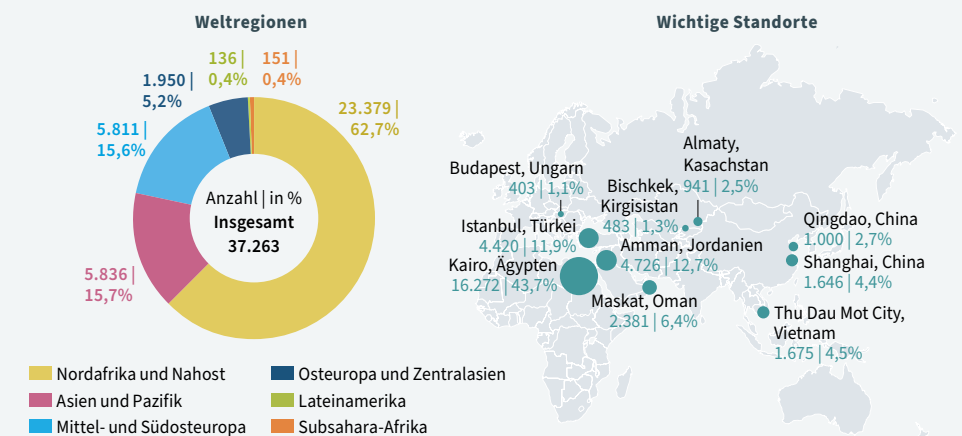 Weltregionen
136 |
0,4%
151 |
0,4%
1.950 |
5,2%
23.379 |
62,7%
5.811 |
15,6%
Anzahl | in %
Insgesamt
37.263
5.836 |
15,7%
Nordafrika und Nahost
Asien und Pazifik
Mittel- und Südosteuropa
Osteuropa und Zentralasien
Lateinamerika
Subsahara-Afrika
Wichtige Standorte
Almaty,
Kasachstan
941 | 2,5%
Budapest, Ungarn
403 | 1,1%
Bischkek,
Kirgisistan
483 | 1,3%
Istanbul, Türkei
4.420 | 11,9%
Qingdao, China
1.000 | 2,7%
Amman, Jordanien
4.726 | 12,7%
Kairo, Ägypten
16.272 | 43,7%
Shanghai, China
1.646 | 4,4%
Maskat, Oman
2.381 | 6,4%
Thu Dau Mot City,
Vietnam
1.675 | 4,5%